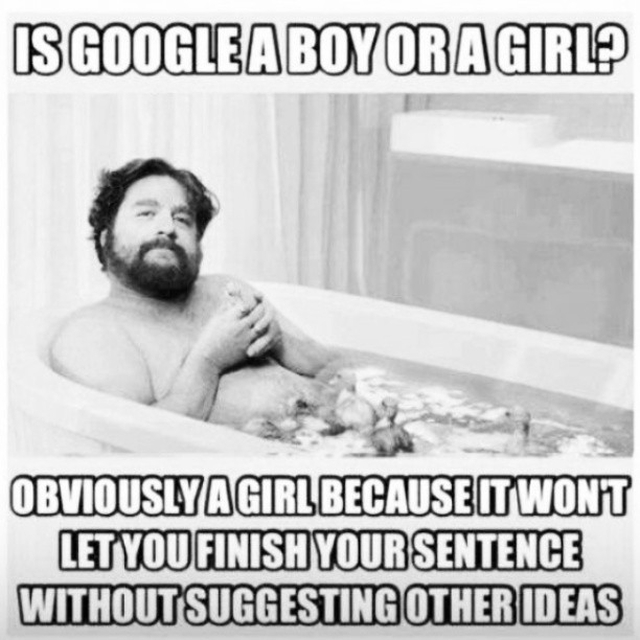 IS GOOGLE A BOY OR A GIRL?
OBVIOUSLY A GIRL BECAUSE IT WON'T
LET YOU FINISH YOUR SENTENCE
WITHOUT SUGGESTING OTHER IDEAS